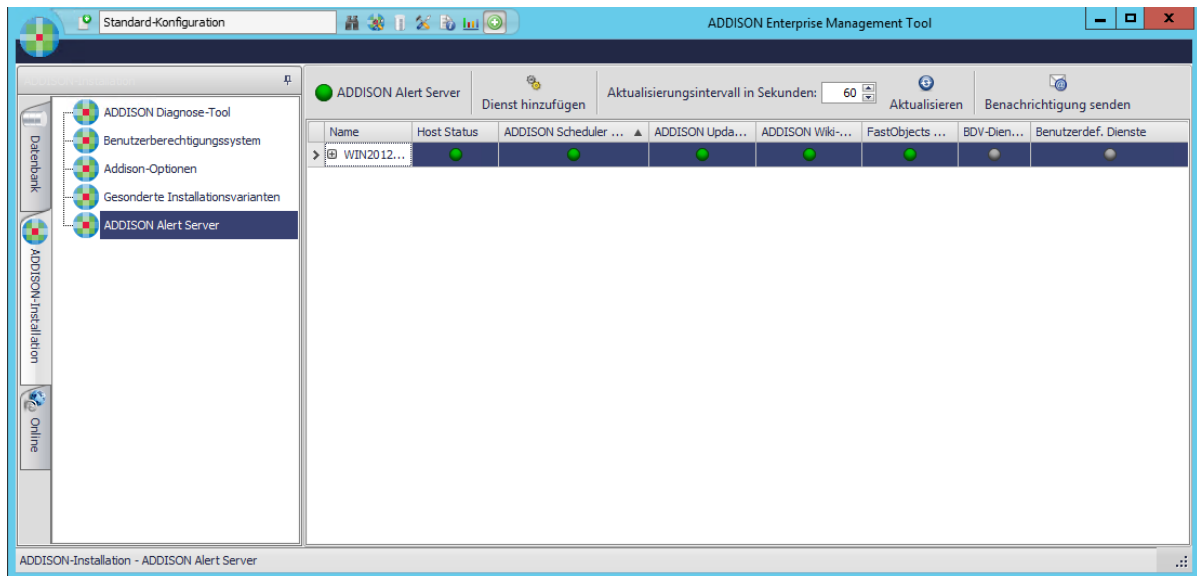 Standard-Konfiguration
ADDISON Enterprise Management Tool
ADDISON Diagnose-Tool
Benutzerberechtigungssystem
Addison-Optionen
Gesonderte Installationsvarianten
ADDISON Alert Server
Datenbank
ADDISON-Installation
Online
ADDISON Alert Server
Dienst hinzufügen
Aktualisierungsintervall in Sekunden: 60
Aktualisieren
Benachrichtigung senden
Name Host Status ADDISON Scheduler ... ADDISON Upda... ADDISON Wiki-... FastObjects ... BDV-Dien... Benutzerdef. Dienste
WIN2012...
ADDISON-Installation - ADDISON Alert Server